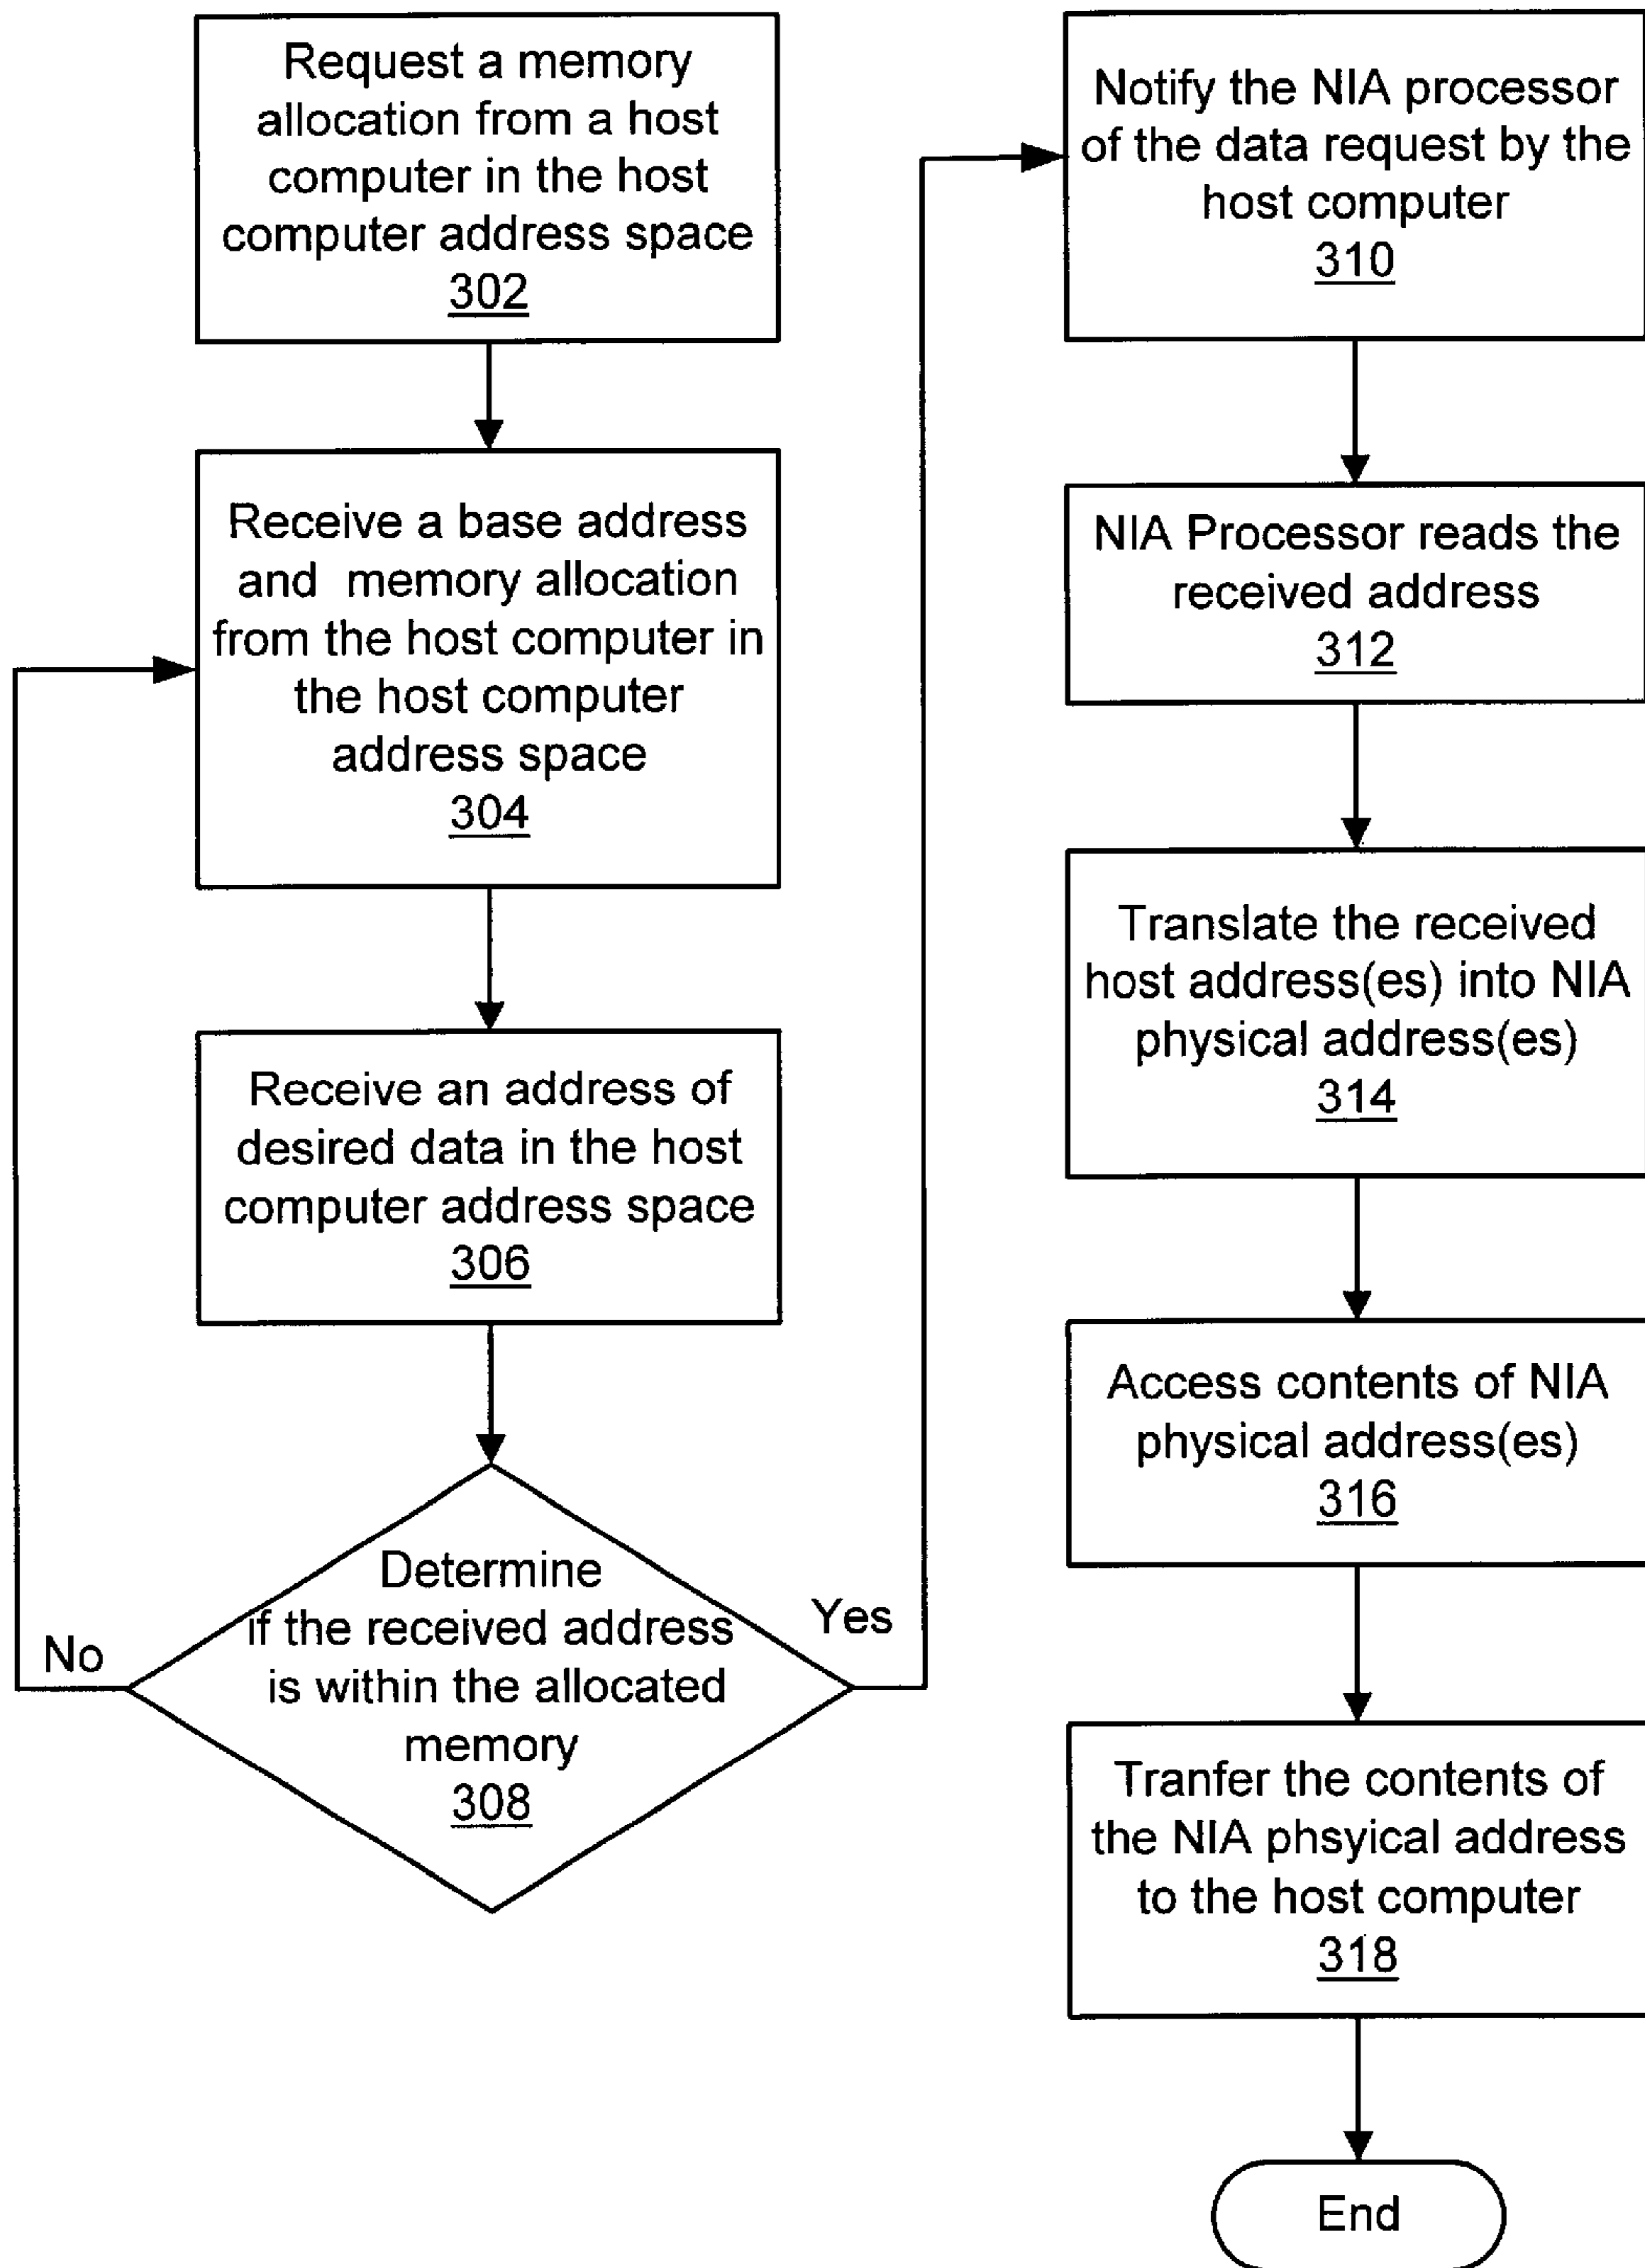 Request a memory
allocation from a host
computer in the host
computer address space
302
Receive a base address
and memory allocation
from the host computer in
the host computer
address space
304
Receive an address of
desired data in the host
computer address space
306
Determine
if the received address
is within the allocated
memory
308
No
Yes
Notify the NIA processor
of the data request by the
host computer
310
NIA Processor reads the
received address
312
Translate the received
host address(es) into NIA
physical address(es)
314
Access contents of NIA
physical address(es)
316
Tranfer the contents of
the NIA phsyical address
to the host computer
318
End